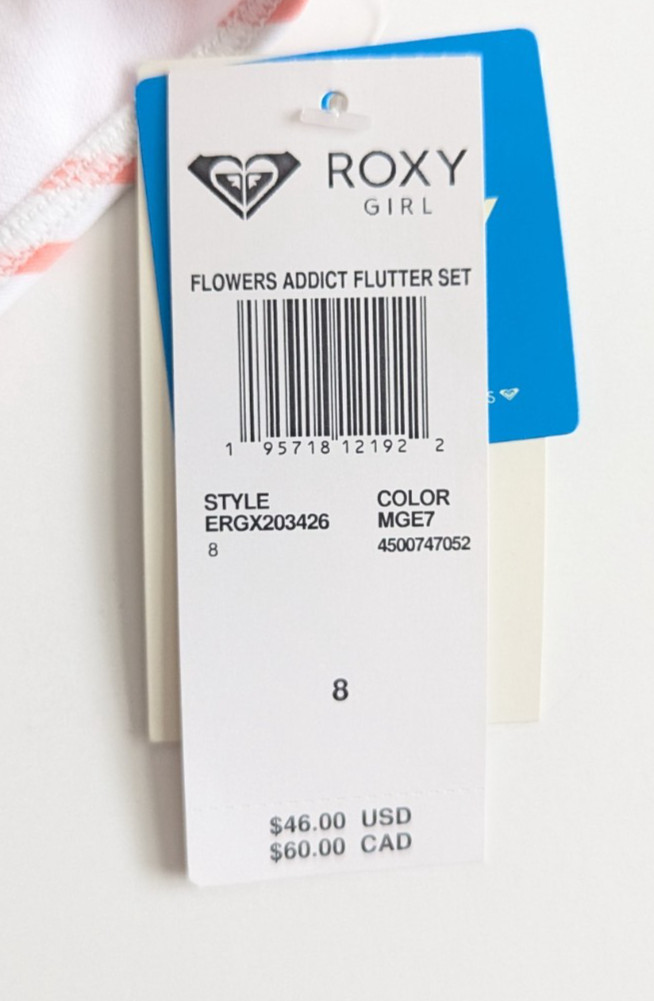 ROXY
GIRL
FLOWERS ADDICT FLUTTER SET
1 95718 12192 2
STYLE
ERGX203426
8
COLOR
MGE7
4500747052
8
$46.00 USD
$60.00 CAD